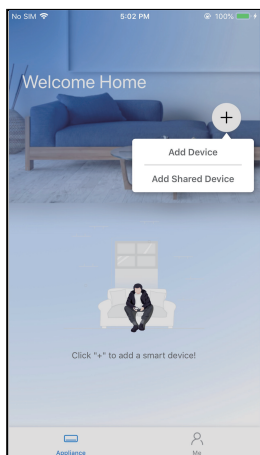 No SIM 5:02 PM 100%
Welcome Home
+
Add Device
Add Shared Device
Click "+" to add a smart device!
Appliance Me